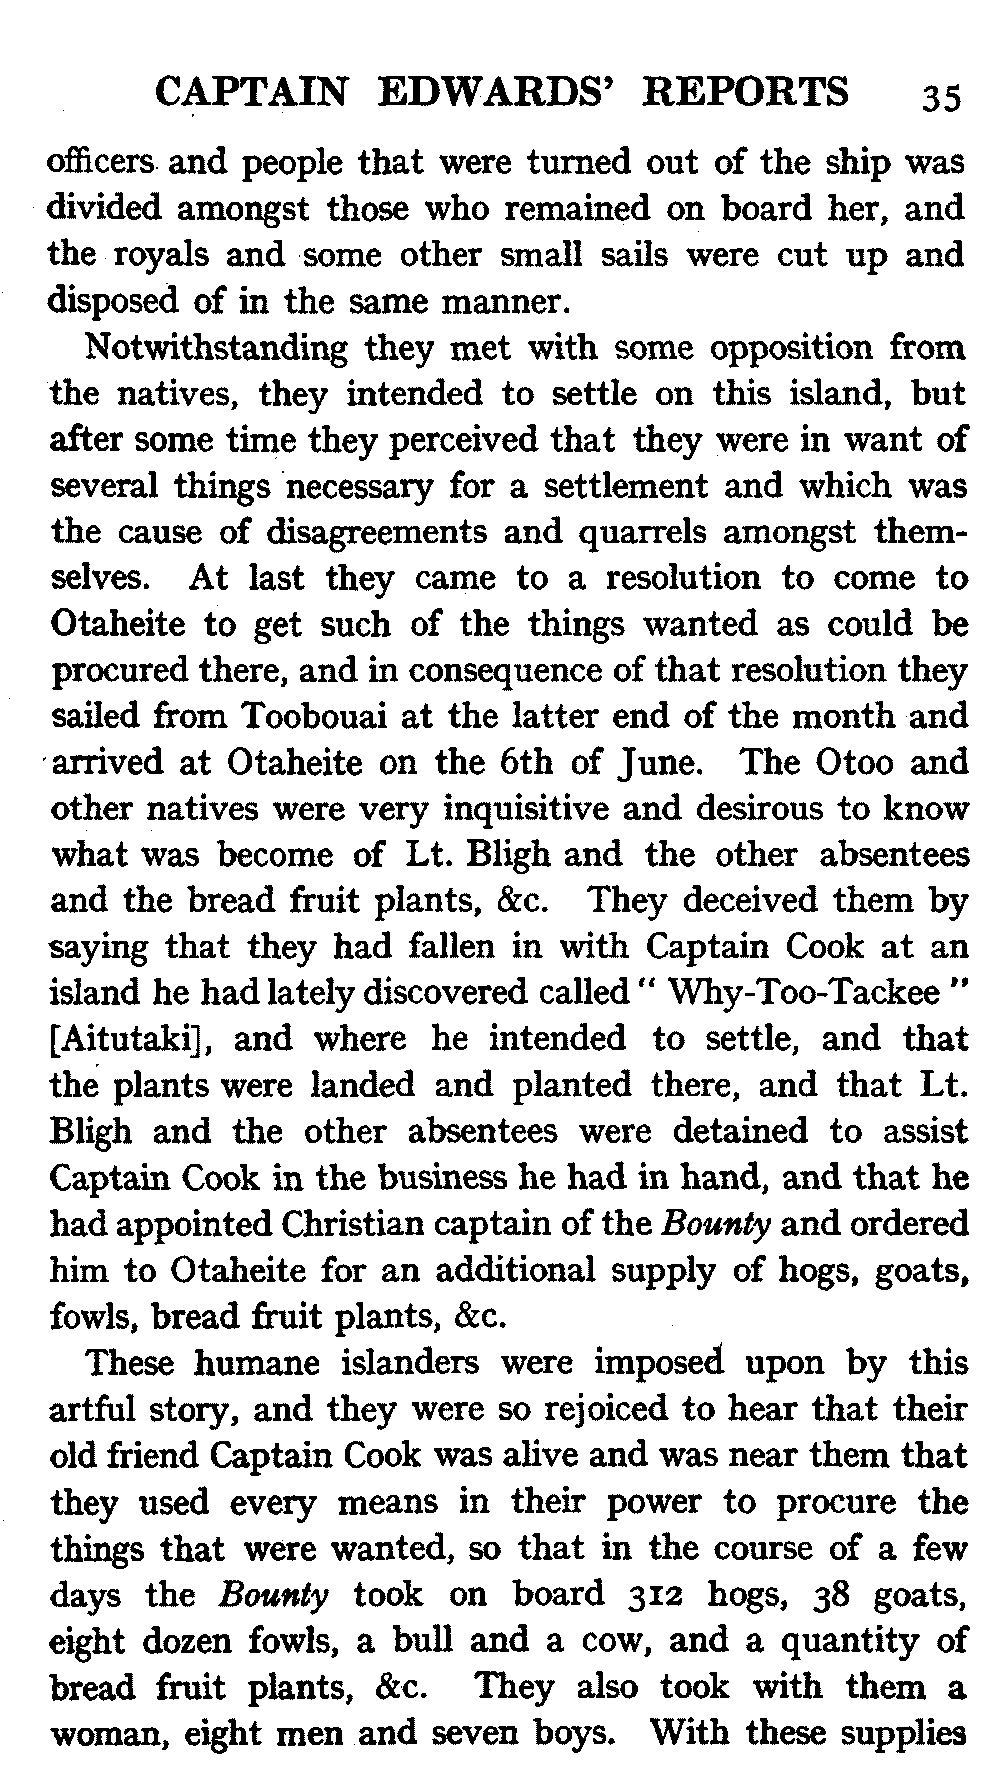 CAPTAIN EDWARDS' REPORTS 35
officers and people that were turned out of the ship was
divided amongst those who remained on board her, and
the royals and some other small sails were cut up and
disposed of in the same manner.
Notwithstanding they met with some opposition from
the natives, they intended to settle on this island, but
after some time they perceived that they were in want of
several things necessary for a settlement and which was
the cause of disagreements and quarrels amongst them-
selves. At last they came to a resolution to come to
Otaheite to get such of the things wanted as could be
procured there, and in consequence of that resolution they
sailed from Toobouai at the latter end of the month and
arrived at Otaheite on the 6th of June. The Otoo and
other natives were very inquisitive and desirous to know
what was become of Lt. Bligh and the other absentees
and the bread fruit plants, &c. They deceived them by
saying that they had fallen in with Captain Cook at an
island he had lately discovered called " Why-Too-Tackee "
[Aitutaki], and where he intended to settle, and that
the plants were landed and planted there, and that Lt.
Bligh and the other absentees were detained to assist
Captain Cook in the business he had in hand, and that he
had appointed Christian captain of the Bounty and ordered
him to Otaheite for an additional supply of hogs, goats,
fowls, bread fruit plants, &c.
These humane islanders were imposed upon by this
artful story, and they were so rejoiced to hear that their
old friend Captain Cook was alive and was near them that
they used every means in their power to procure the
things that were wanted, so that in the course of a few
days the Bounty took on board 312 hogs, 38 goats,
eight dozen fowls, a bull and a cow, and a quantity of
bread fruit plants, &c. They also took with them a
woman, eight men and seven boys. With these supplies